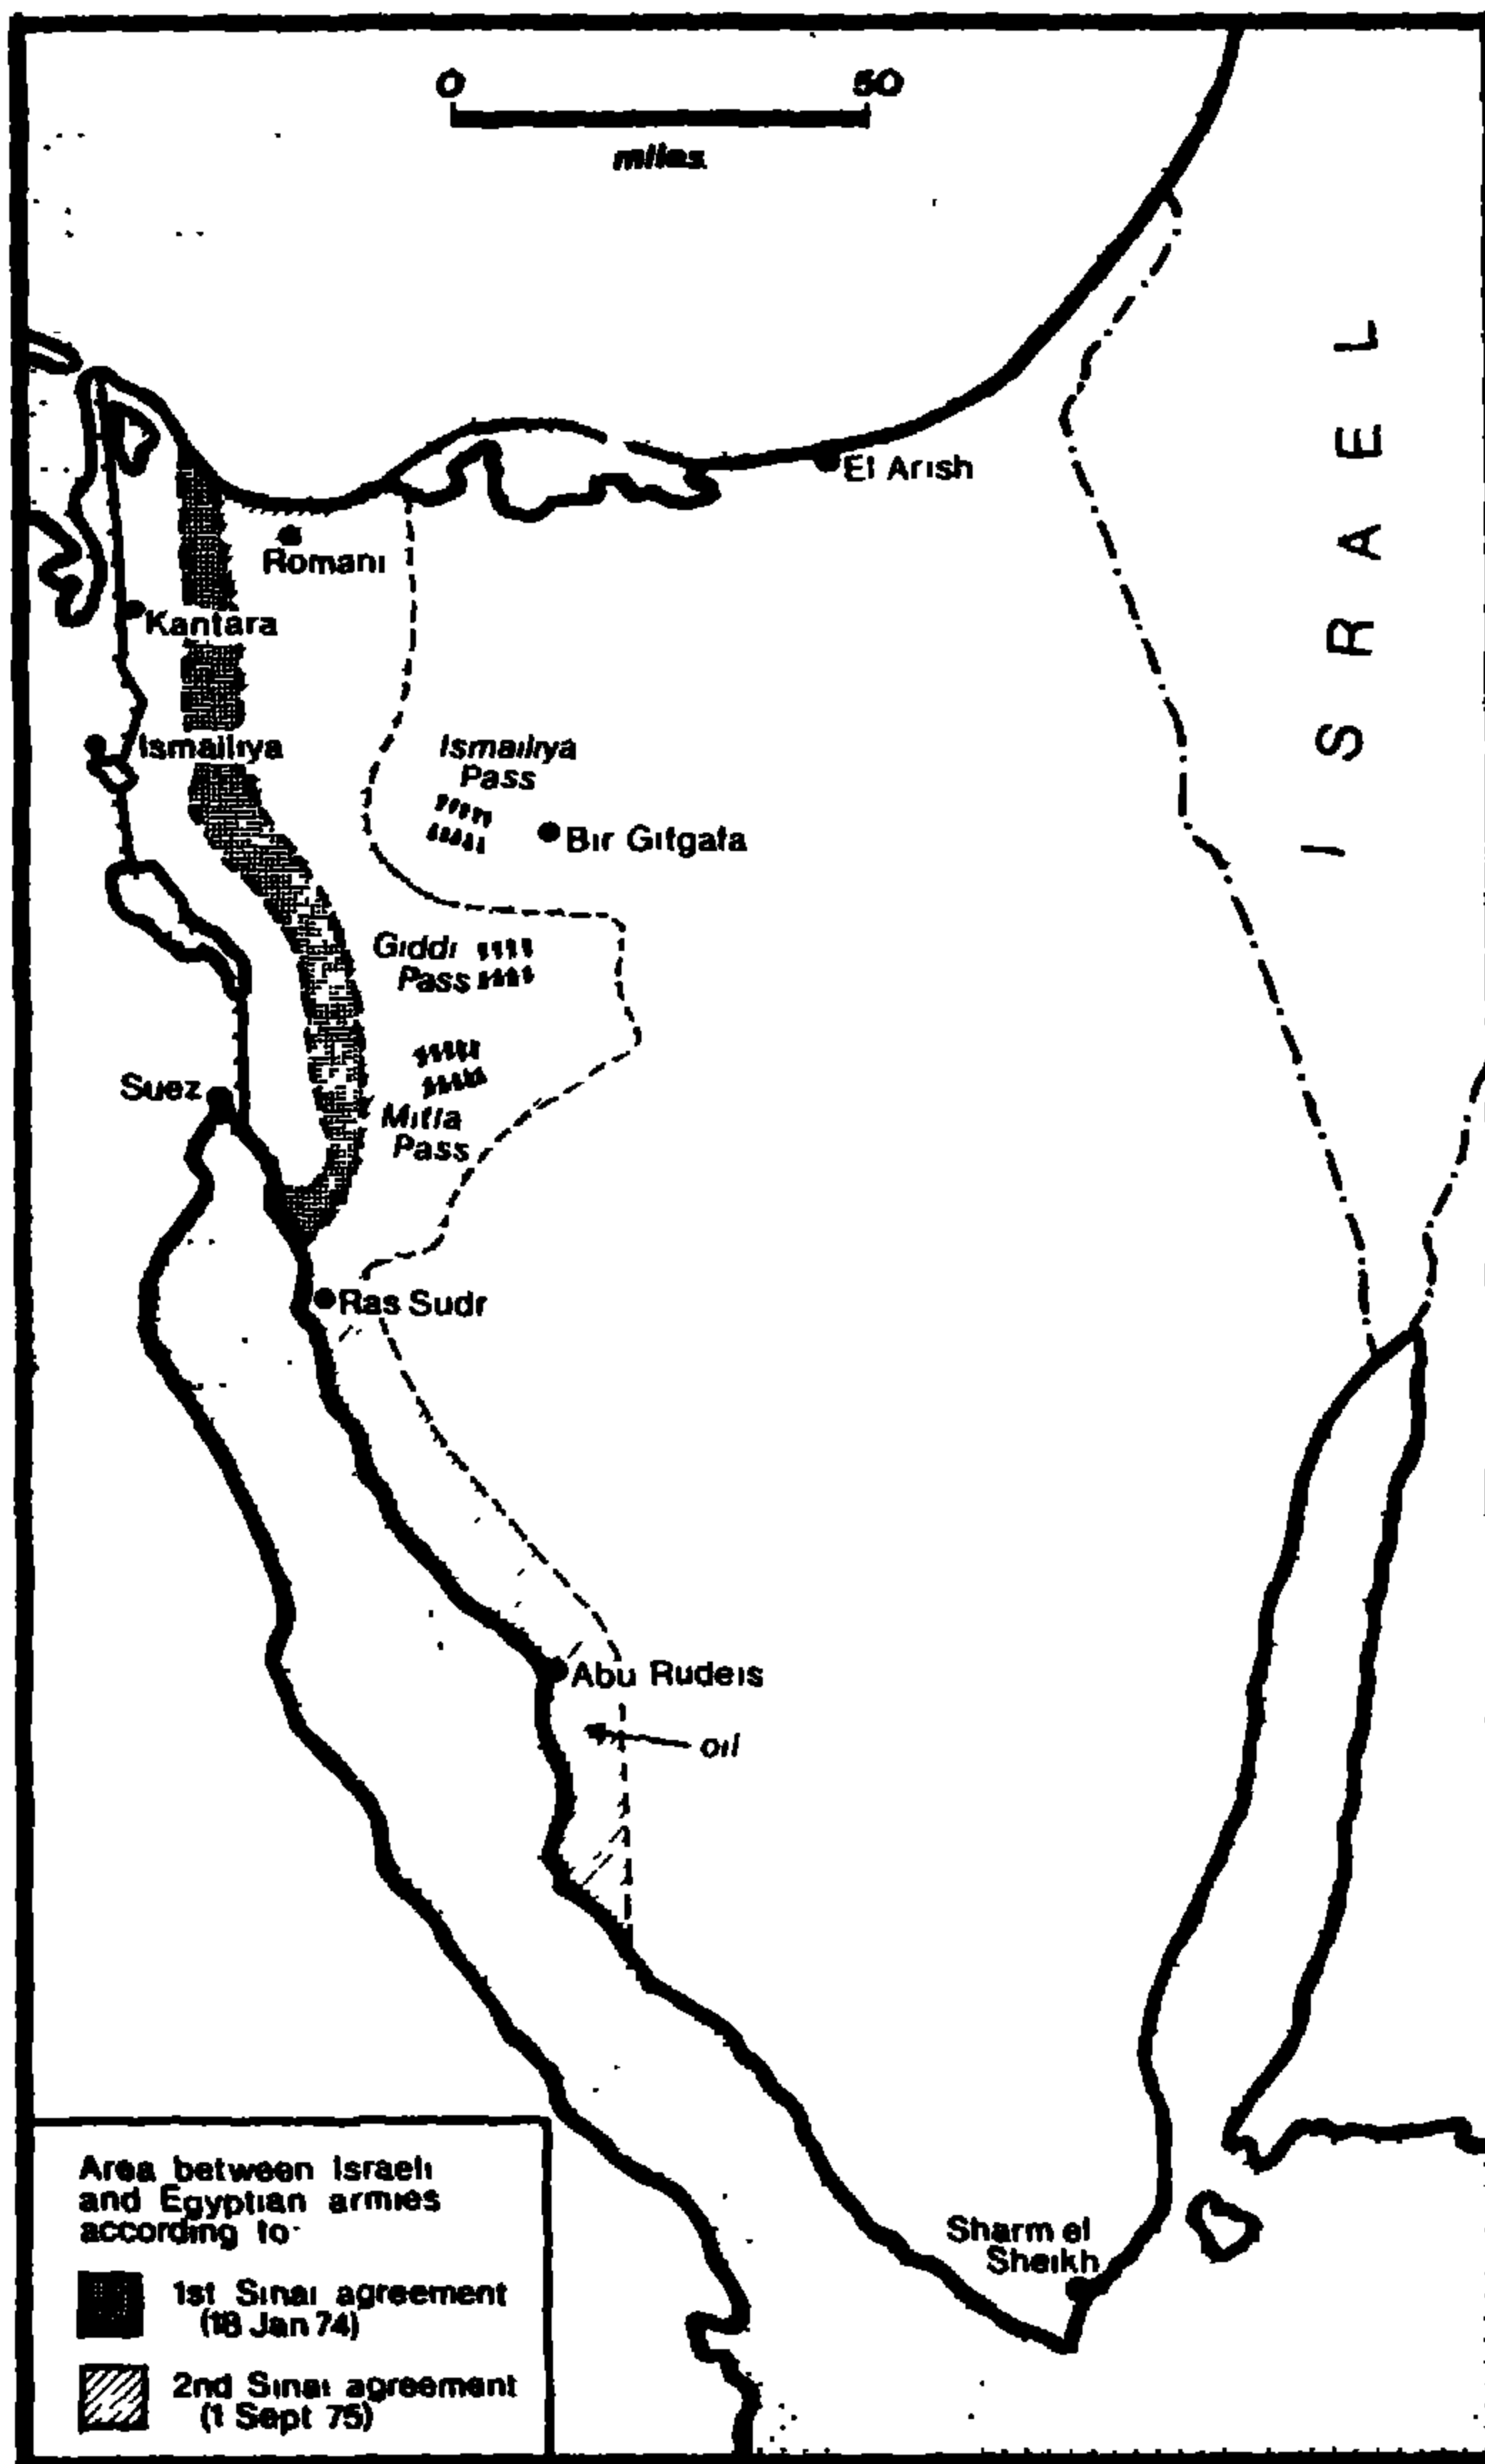 0 50
miles
ISRAEL
El Arish
Romani
Kantara
Ismailiya
Ismailiya
Pass
Bir Gifgafa
Giddi
Pass
Suez
Mitla
Pass
Ras Sudr
Abu Rudeis
oil
Sharm el
Sheikh
Area between Israeli
and Egyptian armies
according to
1st Sinai agreement
(18 Jan 74)
2nd Sinai agreement
(1 Sept 75)